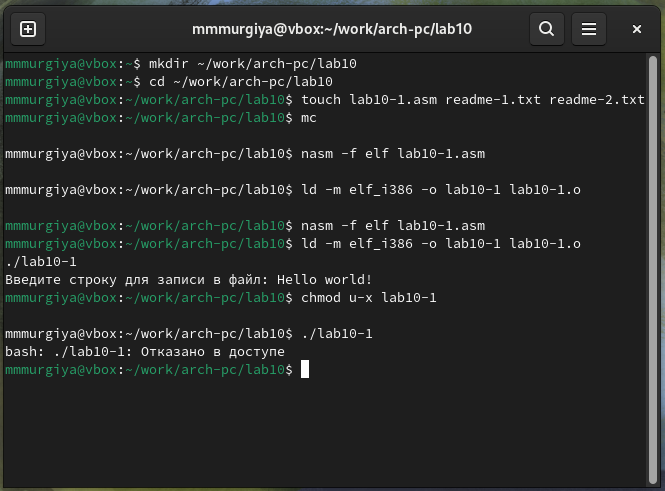 mmmurgiya@vbox:~/work/arch-pc/lab10
mmmurgiya@vbox:~$ mkdir ~/work/arch-pc/lab10
mmmurgiya@vbox:~$ cd ~/work/arch-pc/lab10
mmmurgiya@vbox:~/work/arch-pc/lab10$ touch lab10-1.asm readme-1.txt readme-2.txt
mmmurgiya@vbox:~/work/arch-pc/lab10$ mc
mmmurgiya@vbox:~/work/arch-pc/lab10$ nasm -f elf lab10-1.asm
mmmurgiya@vbox:~/work/arch-pc/lab10$ ld -m elf_i386 -o lab10-1 lab10-1.o
mmmurgiya@vbox:~/work/arch-pc/lab10$ nasm -f elf lab10-1.asm
mmmurgiya@vbox:~/work/arch-pc/lab10$ ld -m elf_i386 -o lab10-1 lab10-1.o
./lab10-1
Введите строку для записи в файл: Hello world!
mmmurgiya@vbox:~/work/arch-pc/lab10$ chmod u-x lab10-1
mmmurgiya@vbox:~/work/arch-pc/lab10$ ./lab10-1
bash: ./lab10-1: Отказано в доступе
mmmurgiya@vbox:~/work/arch-pc/lab10$